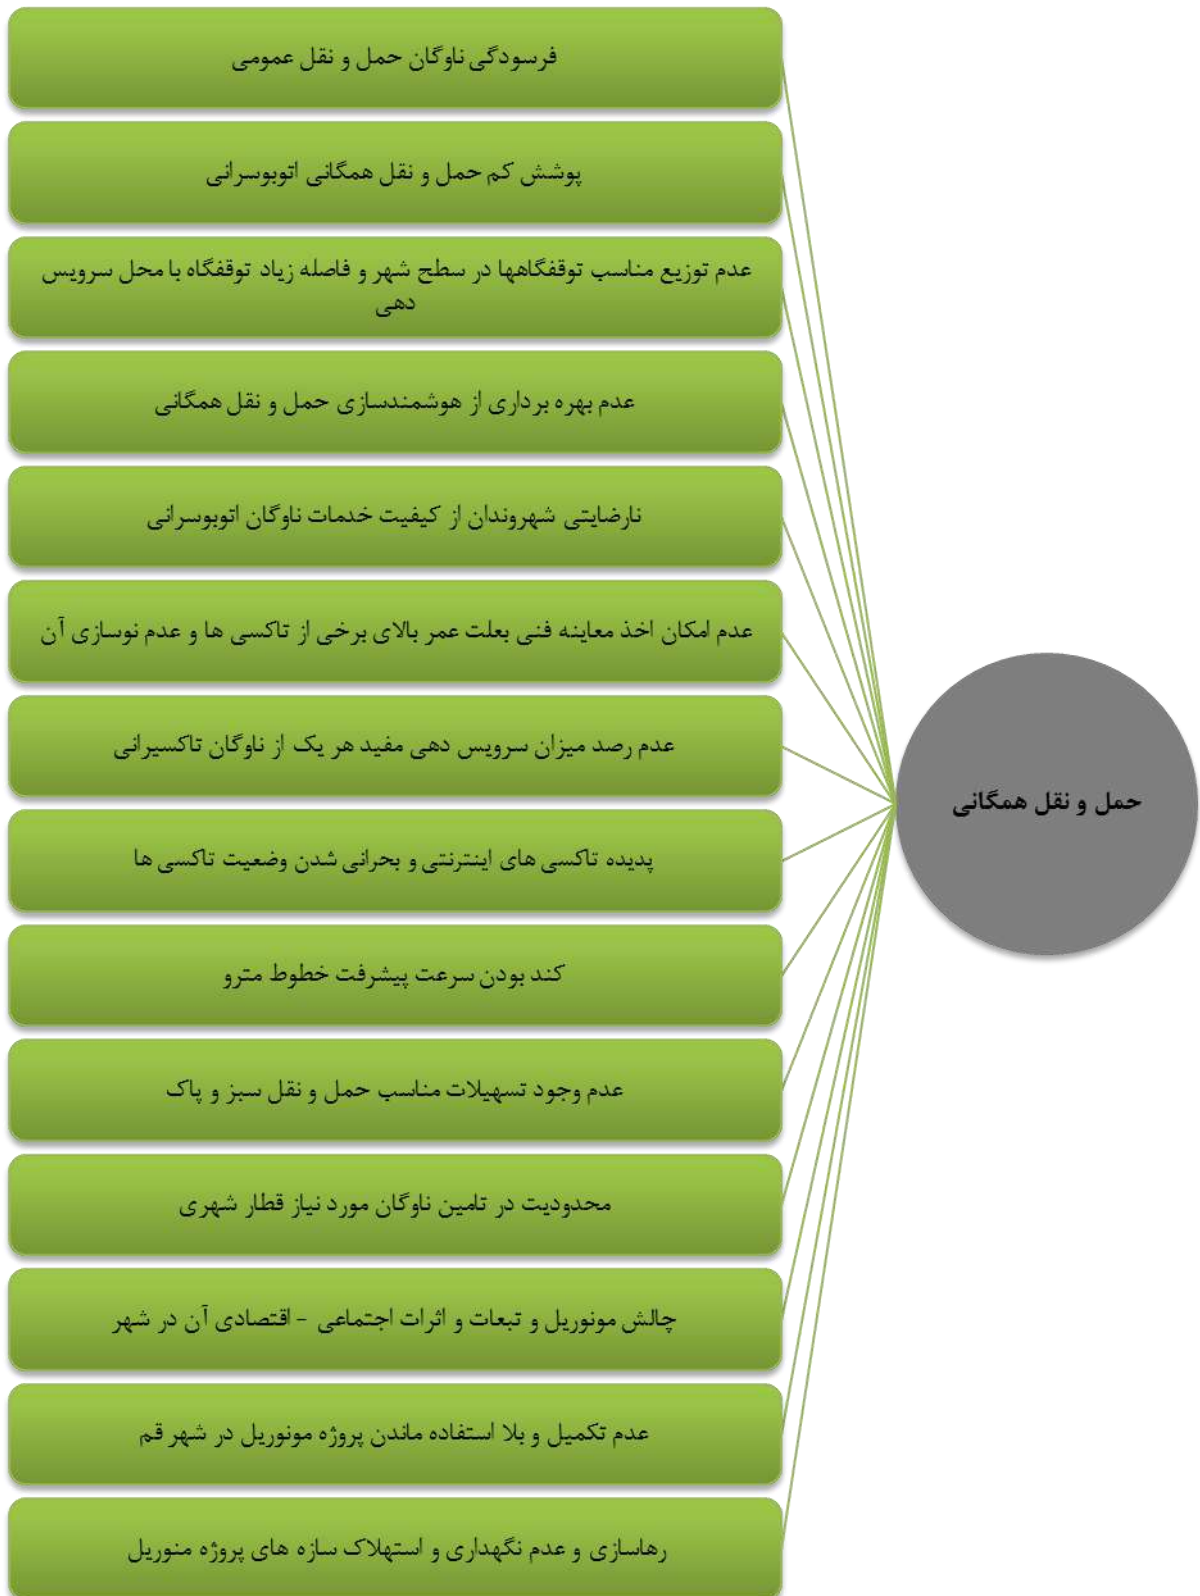 فرسودگی ناوگان حمل و نقل عمومی
پوشش کم حمل و نقل همگانی اتوبوسرانی
عدم توزیع مناسب توقفگاهها در سطح شهر و فاصله زیاد توقفگاه با محل سرویس
دهی
عدم بهره برداری از هوشمندسازی حمل و نقل همگانی
نارضایتی شهروندان از کیفیت خدمات ناوگان اتوبوسرانی
عدم امکان اخذ معاینه فنی بعلت عمر بالای برخی از تاکسی ها و عدم نوسازی آن
عدم رصد میزان سرویس دهی مفید هر یک از ناوگان تاکسیرانی
حمل و نقل همگانی
پدیده تاکسی های اینترنتی و بحرانی شدن وضعیت تاکسی ها
کند بودن سرعت پیشرفت خطوط مترو
عدم وجود تسهیلات مناسب حمل و نقل سبز و پاک
محدودیت در تامین ناوگان مورد نیاز قطار شهری
چالش مونوریل و تبعات و اثرات اجتماعی - اقتصادی آن در شهر
عدم تکمیل و بلا استفاده ماندن پروژه مونوریل در شهر قم
رهاسازی و عدم نگهداری و استهلاک سازه های پروژه منوریل